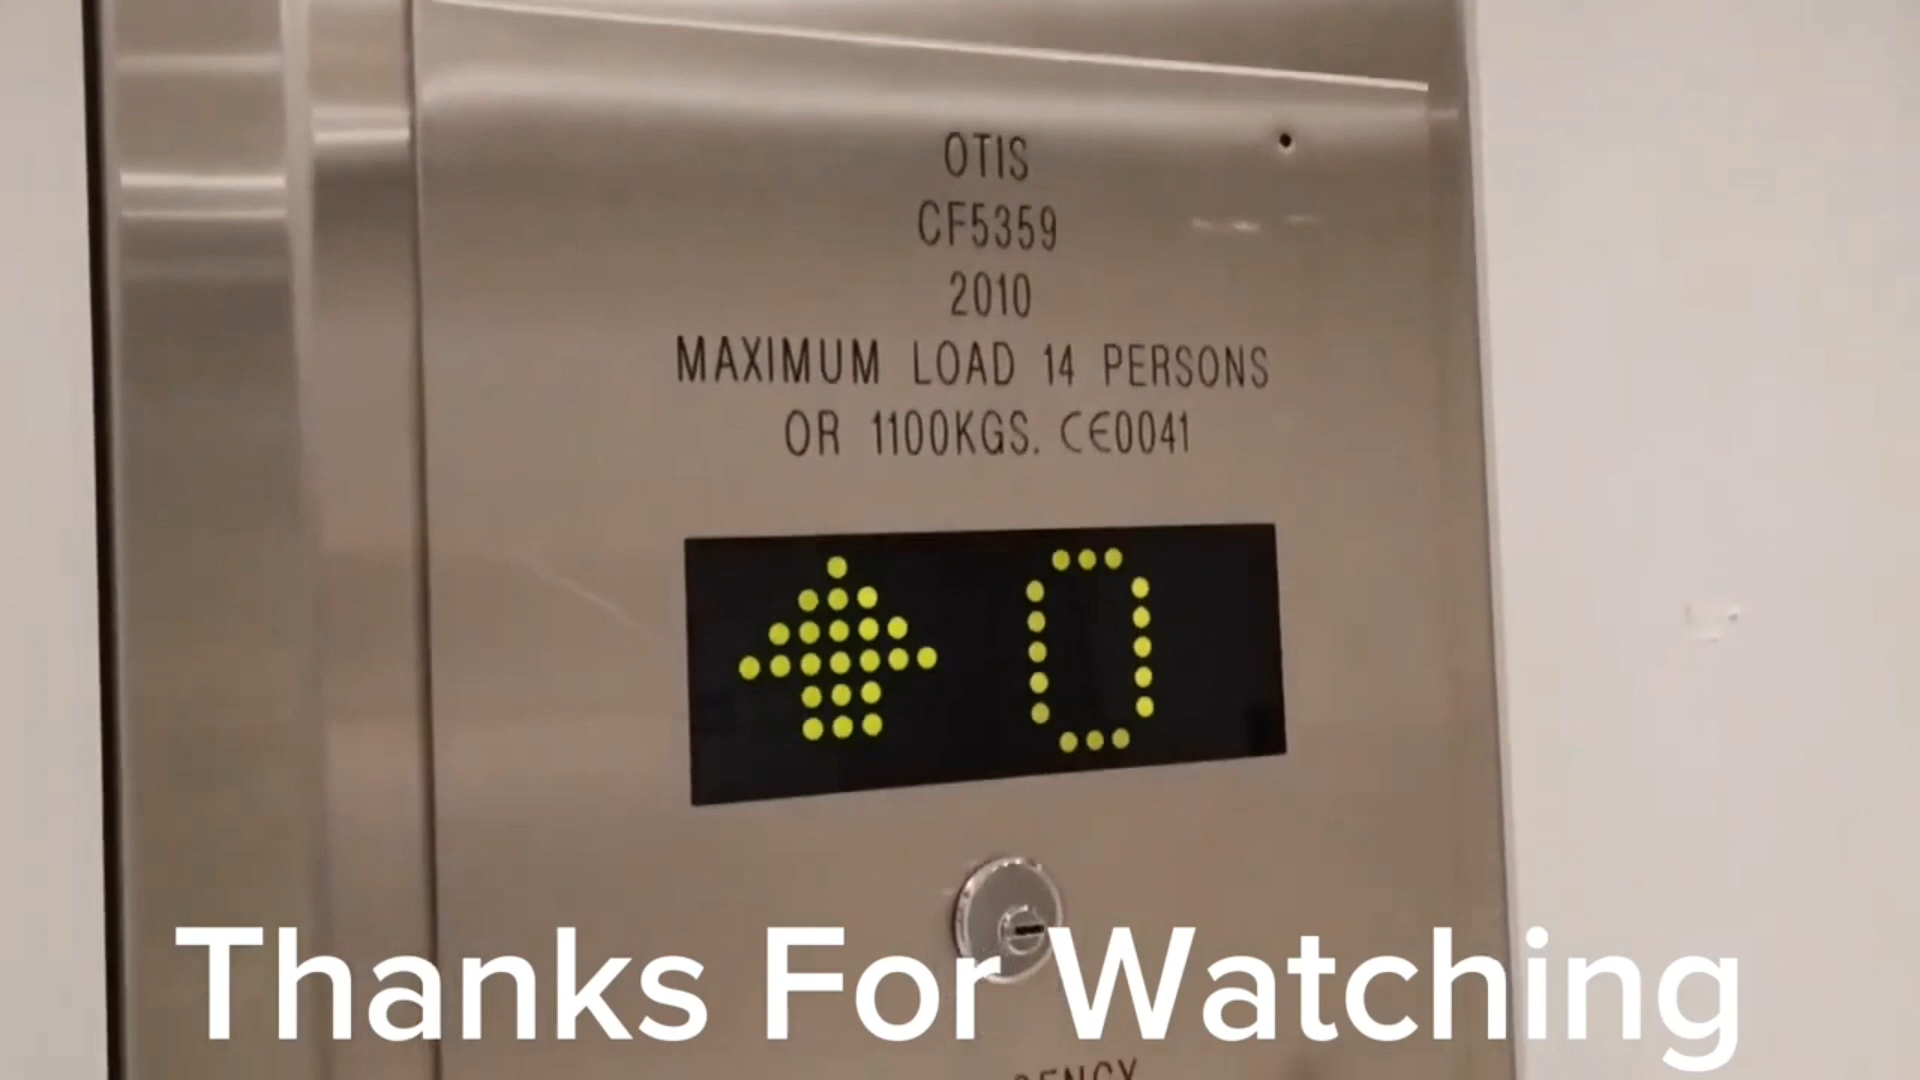 OTIS
CF5359
2010
MAXIMUM LOAD 14 PERSONS
OR 1100KGS. CE0041
0
Thanks For Watching